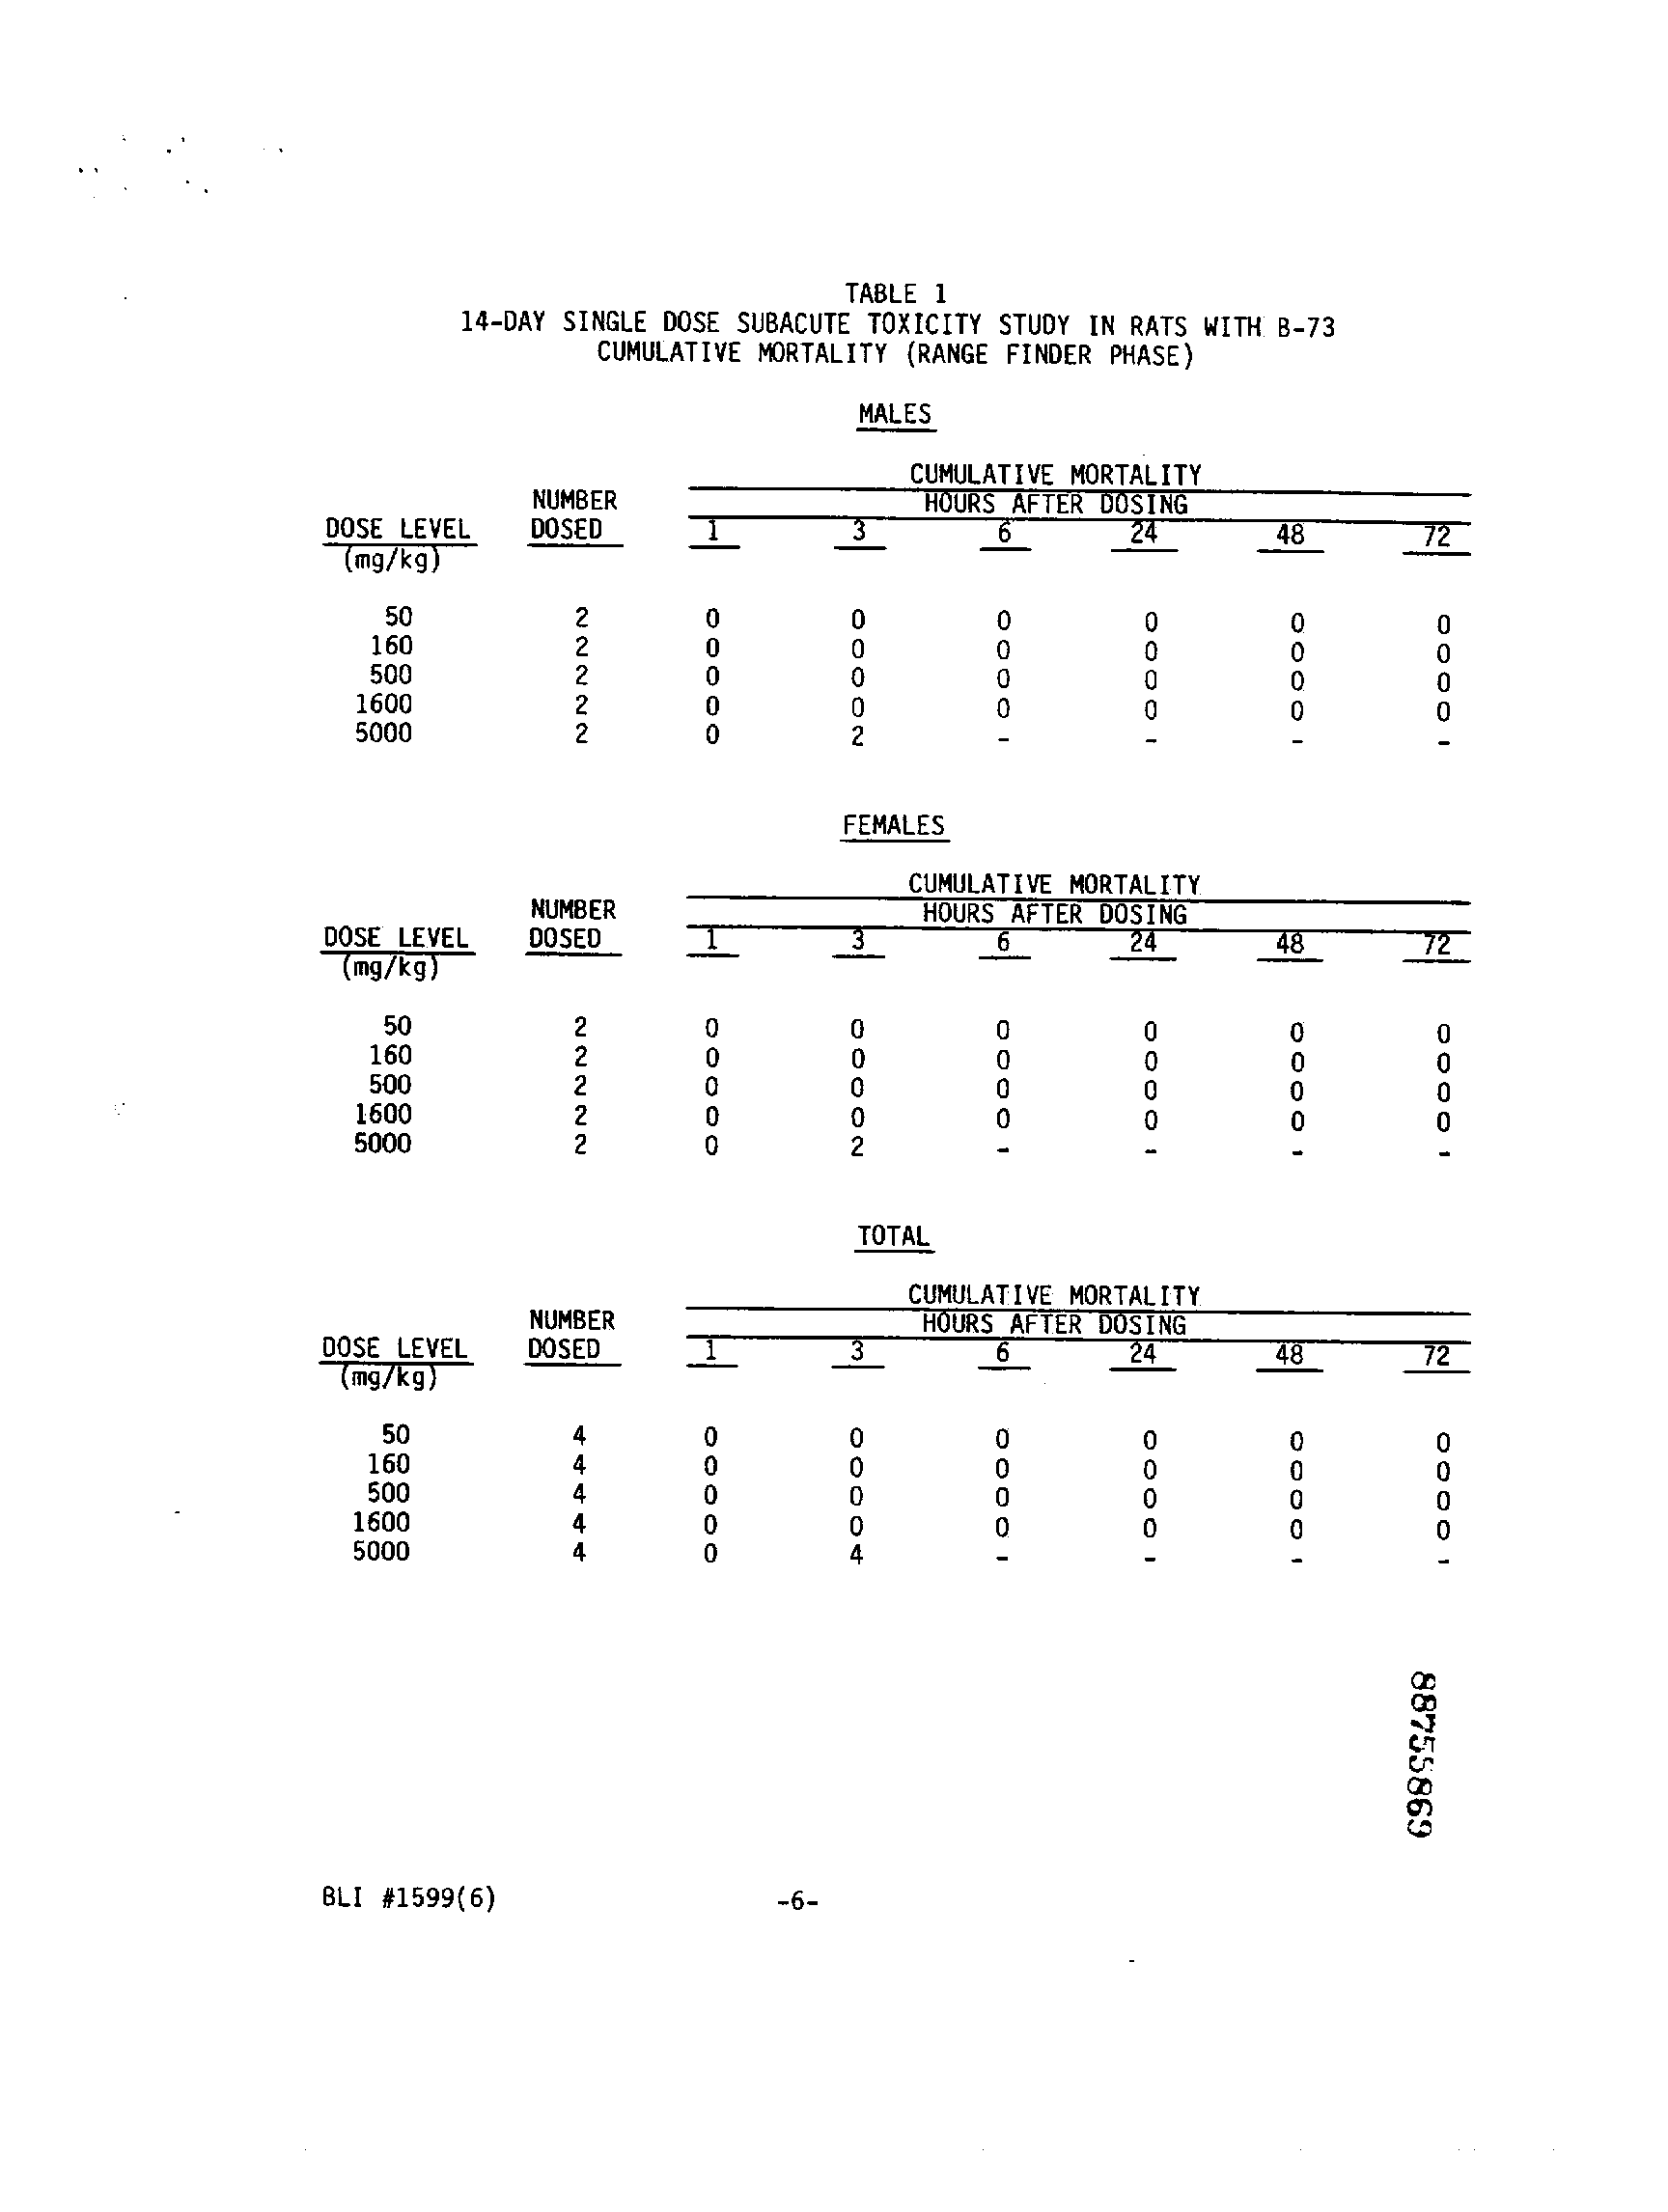 TABLE 1
14-DAY SINGLE DOSE SUBACUTE TOXICITY STUDY IN RATS WITH B-73
CUMULATIVE MORTALITY (RANGE FINDER PHASE)
MALES
CUMULATIVE MORTALITY
NUMBER HOURS AFTER DOSING
DOSE LEVEL DOSED 1 3 6 24 48 72
(mg/kg)
50 2 0 0 0 0 0 0
160 2 0 0 0 0 0 0
500 2 0 0 0 0 0 0
1600 2 0 0 0 0 0 0
5000 2 0 2 - - - -
FEMALES
CUMULATIVE MORTALITY
NUMBER HOURS AFTER DOSING
DOSE LEVEL DOSED 1 3 6 24 48 72
(mg/kg)
50 2 0 0 0 0 0 0
160 2 0 0 0 0 0 0
500 2 0 0 0 0 0 0
1600 2 0 0 0 0 0 0
5000 2 0 2 - - - -
TOTAL
CUMULATIVE MORTALITY
NUMBER HOURS AFTER DOSING
DOSE LEVEL DOSED 1 3 6 24 48 72
(mg/kg)
50 4 0 0 0 0 0 0
160 4 0 0 0 0 0 0
500 4 0 0 0 0 0 0
1600 4 0 0 0 0 0 0
5000 4 0 4 - - - -
88755869
BLI #1599(6) -6-